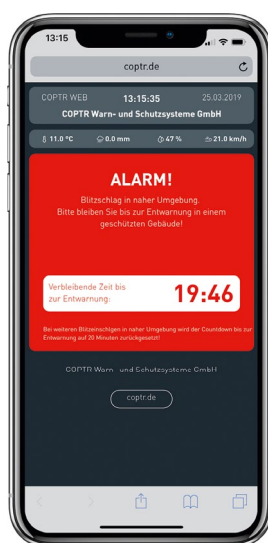 13:15
coptr.de
COPTR WEB 13:15:35 25.03.2019
COPTR Warn- und Schutzsysteme GmbH
11.0 °C 0.0 mm 47 % 21.0 km/h
ALARM!
Blitzschlag in naher Umgebung.
Bitte bleiben Sie bis zur Entwarnung in einem
geschützten Gebäude!
Verbleibende Zeit bis
zur Entwarnung:
19:46
Bei weiteren Blitzeinschlägen in naher Umgebung wird der Countdown bis zur
Entwarnung auf 20 Minuten zurückgesetzt!
COPTR Warn- und Schutzsysteme GmbH
coptr.de